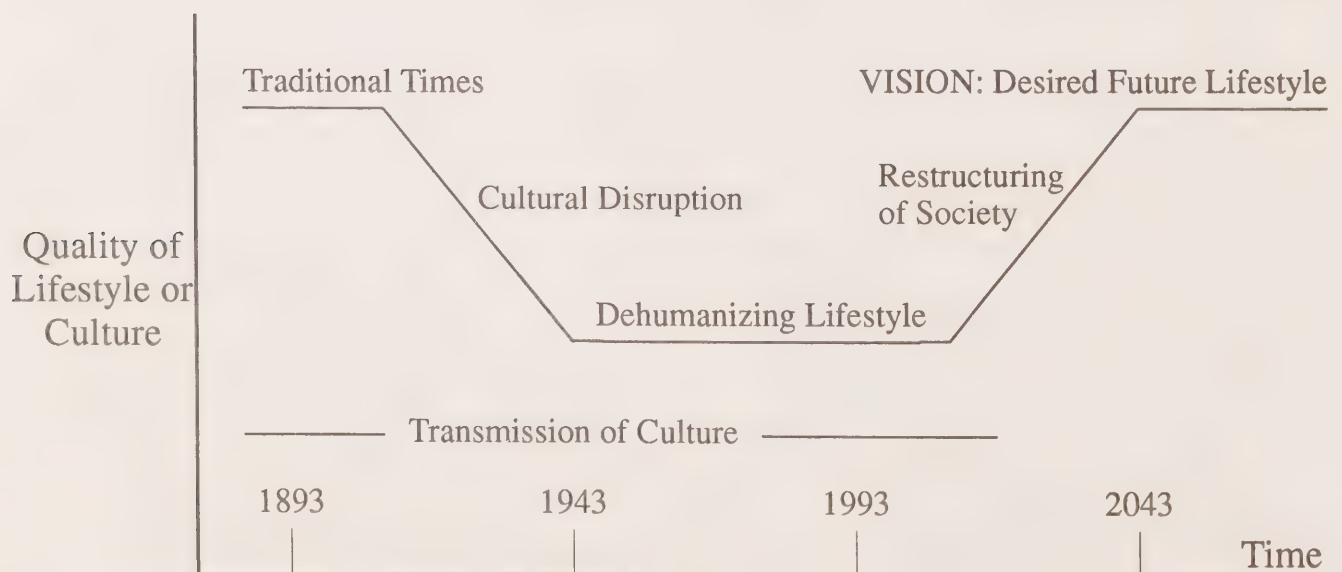 Traditional Times
VISION: Desired Future Lifestyle
Cultural Disruption
Restructuring
of Society
Quality of
Lifestyle or
Culture
Dehumanizing Lifestyle
Transmission of Culture
1893
1943
1993
2043
Time